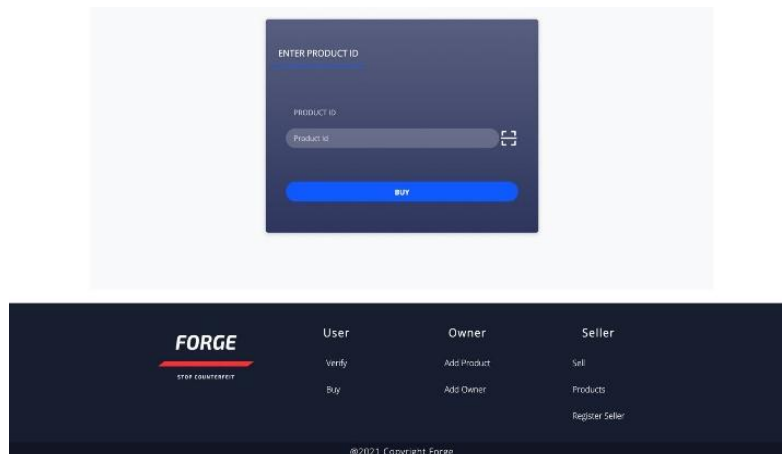 ENTER PRODUCT ID
PRODUCT ID
Product Id
BUY
FORGE
STOP COUNTERFEIT
User
Verify
Buy
Owner
Add Product
Add Owner
Seller
Sell
Products
Register Seller
@2021 Copyright Forge